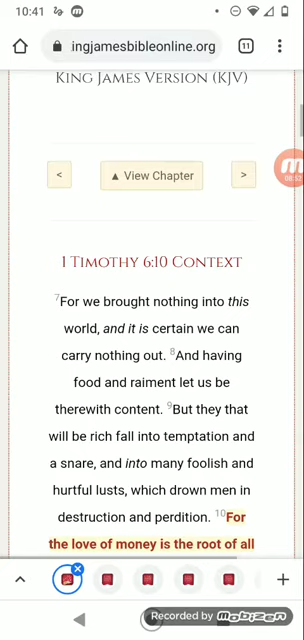 10:41
ingjamesbibleonline.org
11
KING JAMES VERSION (KJV)
<
▲ View Chapter
>
08:52
1 TIMOTHY 6:10 CONTEXT
7For we brought nothing into this
world, and it is certain we can
carry nothing out. 8And having
food and raiment let us be
therewith content. 9But they that
will be rich fall into temptation and
a snare, and into many foolish and
hurtful lusts, which drown men in
destruction and perdition. 10For
the love of money is the root of all
Recorded by mobizen